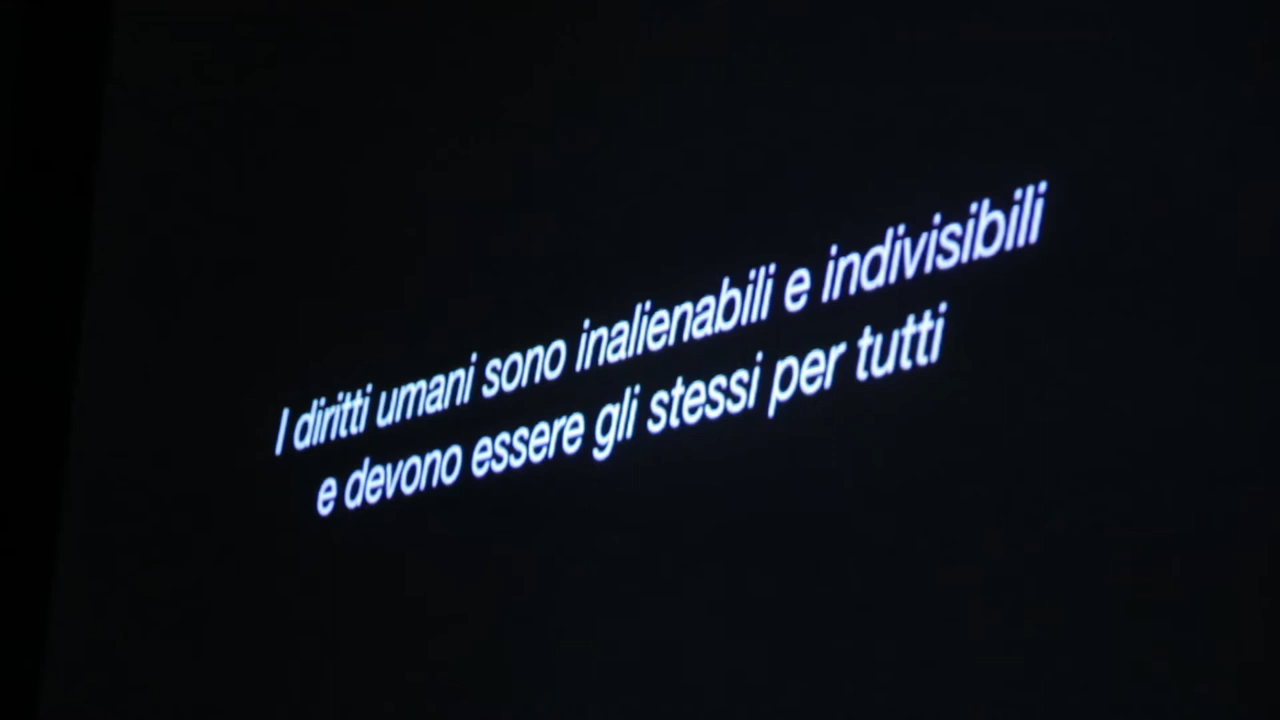 I diritti umani sono inalienabili e indivisibili
e devono essere gli stessi per tutti